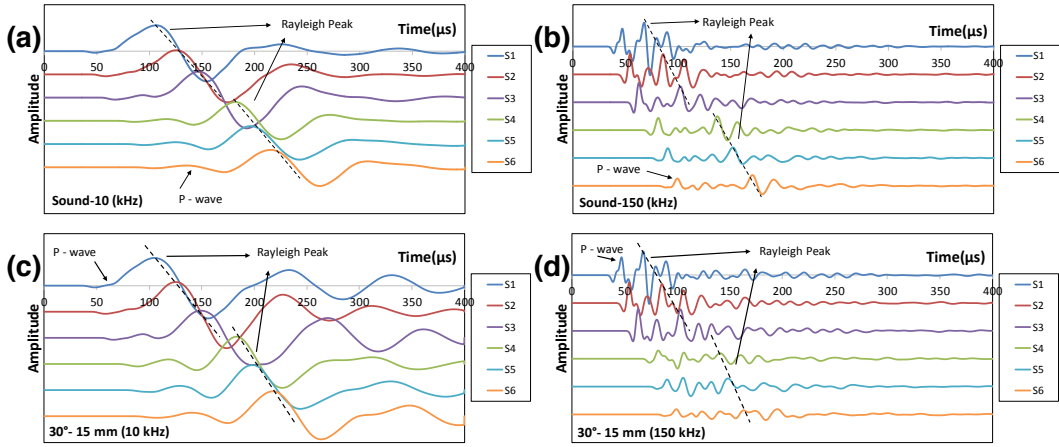 (a)
Rayleigh Peak
Time(μs)
0 50 100 150 200 250 300 350 400
Amplitude
P - wave
Sound-10 (kHz)
S1
S2
S3
S4
S5
S6
(b)
Rayleigh Peak
Time(μs)
0 50 100 150 200 250 300 350 400
Amplitude
P - wave
Sound-150 (kHz)
S1
S2
S3
S4
S5
S6
(c)
P - wave
Rayleigh Peak
Time(μs)
0 50 100 150 200 250 300 350 400
Amplitude
30°- 15 mm (10 kHz)
S1
S2
S3
S4
S5
S6
(d)
P - wave
Rayleigh Peak
Time(μs)
0 50 100 150 200 250 300 350 400
Amplitude
30°- 15 mm (150 kHz)
S1
S2
S3
S4
S5
S6